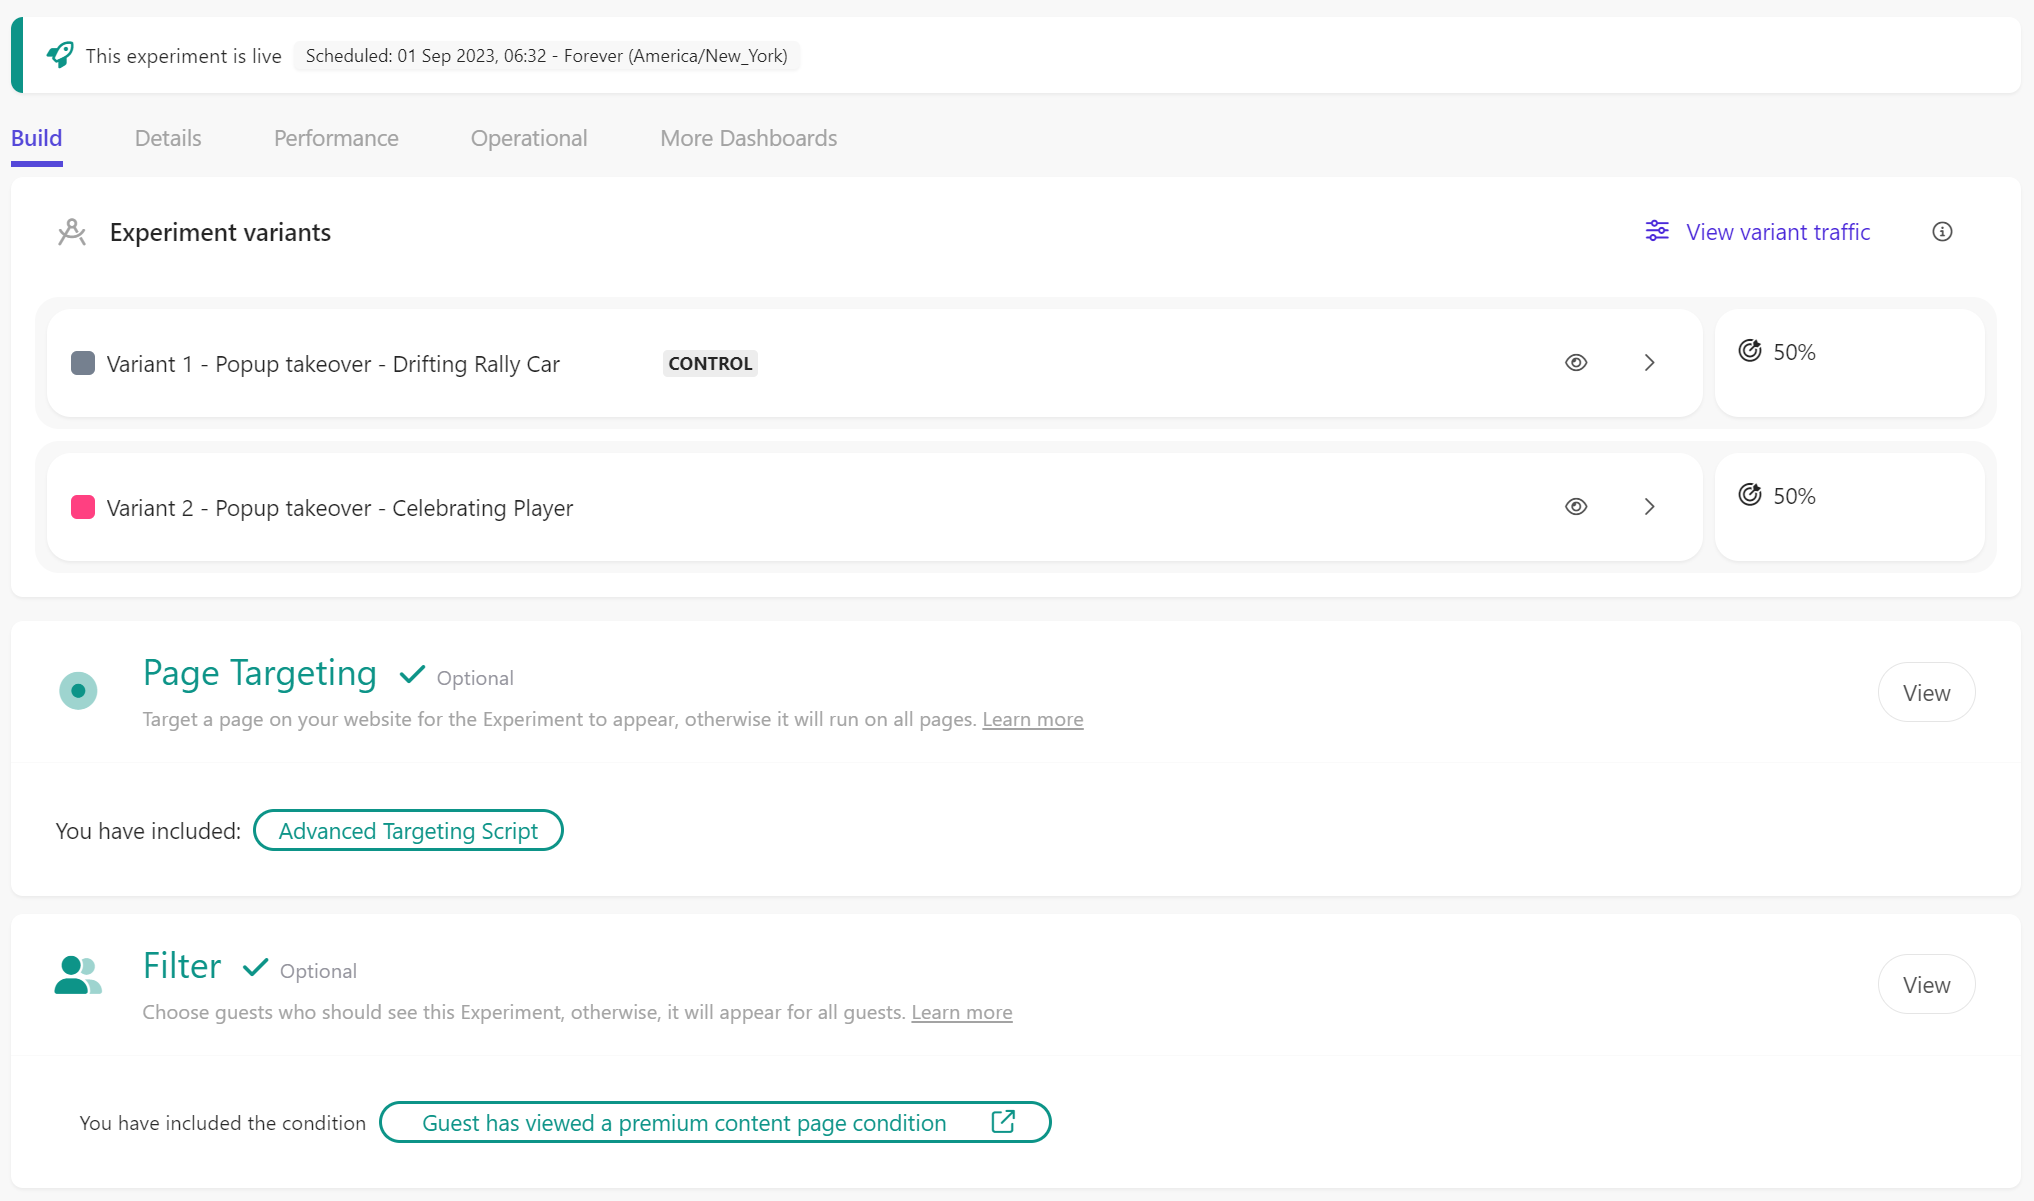 This experiment is live Scheduled: 01 Sep 2023, 06:32 - Forever (America/New_York)
Build Details Performance Operational More Dashboards
Experiment variants View variant traffic
Variant 1 - Popup takeover - Drifting Rally Car CONTROL 50%
Variant 2 - Popup takeover - Celebrating Player 50%
Page Targeting Optional
View
Target a page on your website for the Experiment to appear, otherwise it will run on all pages. Learn more
You have included: Advanced Targeting Script
Filter Optional
View
Choose guests who should see this Experiment, otherwise, it will appear for all guests. Learn more
You have included the condition Guest has viewed a premium content page condition